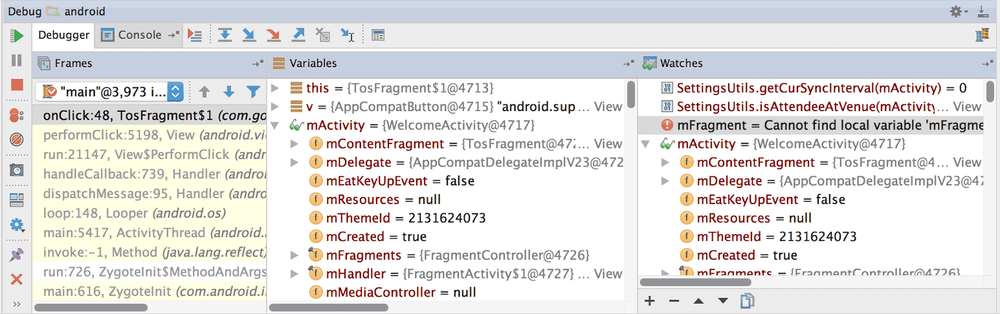 Debug android
Debugger Console
Frames
"main"@3,973 i...
onClick:48, TosFragment$1 (com.go
performClick:5198, View (android.vi
run:21147, View$PerformClick (andr
handleCallback:739, Handler (androi
dispatchMessage:95, Handler (andro
loop:148, Looper (android.os)
main:5417, ActivityThread (android.a
invoke:-1, Method (java.lang.reflect)
run:726, ZygoteInit$MethodAndArgs
main:616, ZygoteInit (com.android.i
Variables
this = {TosFragment$1@4713}
v = {AppCompatButton@4715} "android.sup ... View
mActivity = {WelcomeActivity@4717}
mContentFragment = {TosFragment@472... View
mDelegate = {AppCompatDelegateImplV23@472
mEatKeyUpEvent = false
mResources = null
mThemeId = 2131624073
mCreated = true
mFragments = {FragmentController@4726}
mHandler = {FragmentActivity$1@4727} ... View
mMediaController = null
Watches
SettingsUtils.getCurSyncInterval(mActivity) = 0
SettingsUtils.isAttendeeAtVenue(mActivity... View
mFragment = Cannot find local variable 'mFragme
mActivity = {WelcomeActivity@4717}
mContentFragment = {TosFragment@4... View
mDelegate = {AppCompatDelegateImplV23@47
mEatKeyUpEvent = false
mResources = null
mThemeId = 2131624073
mCreated = true
mFragments = {FragmentController@4726}